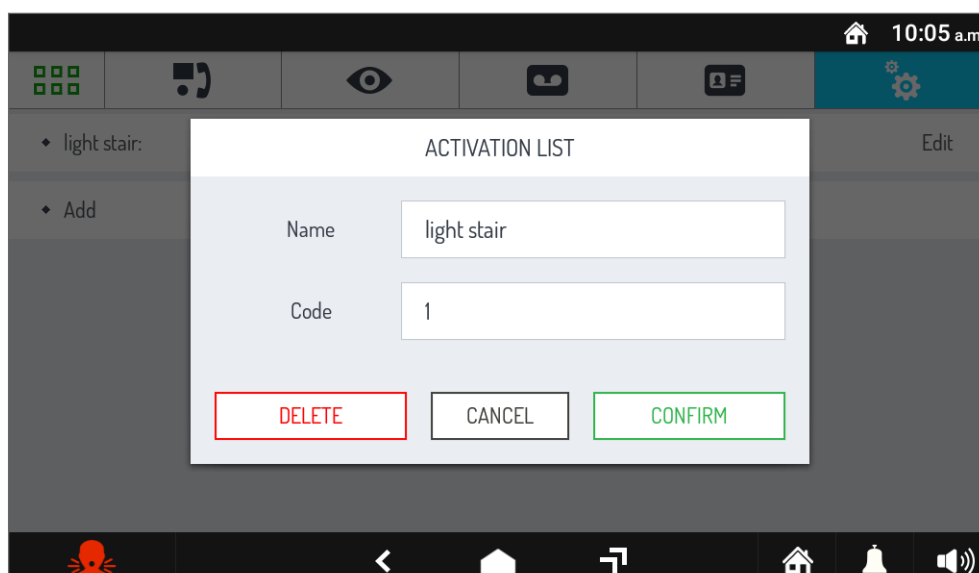 10:05 a.m
light stair:
Edit
Add
ACTIVATION LIST
Name
light stair
Code
1
DELETE
CANCEL
CONFIRM